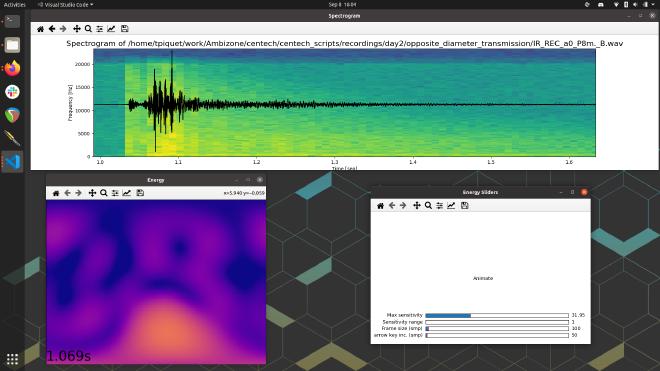 Activities
Visual Studio Code
Sep 8 16:04
Spectrogram
Spectrogram of /home/tpiquet/work/Ambizone/centech/centech_scripts/recordings/day2/opposite_diameter_transmission/IR_REC_a0_P8m._B.wav
Frequency [Hz]
20000
15000
10000
5000
0
1.0
1.1
1.2
1.3
1.4
1.5
1.6
Time [sec]
Energy
x=5.940 y=-0.059
1.069s
Energy Sliders
Animate
Max sensitivity
31.95
Sensitivity range
1
Frame size (smp)
100
arrow key inc. (smp)
50